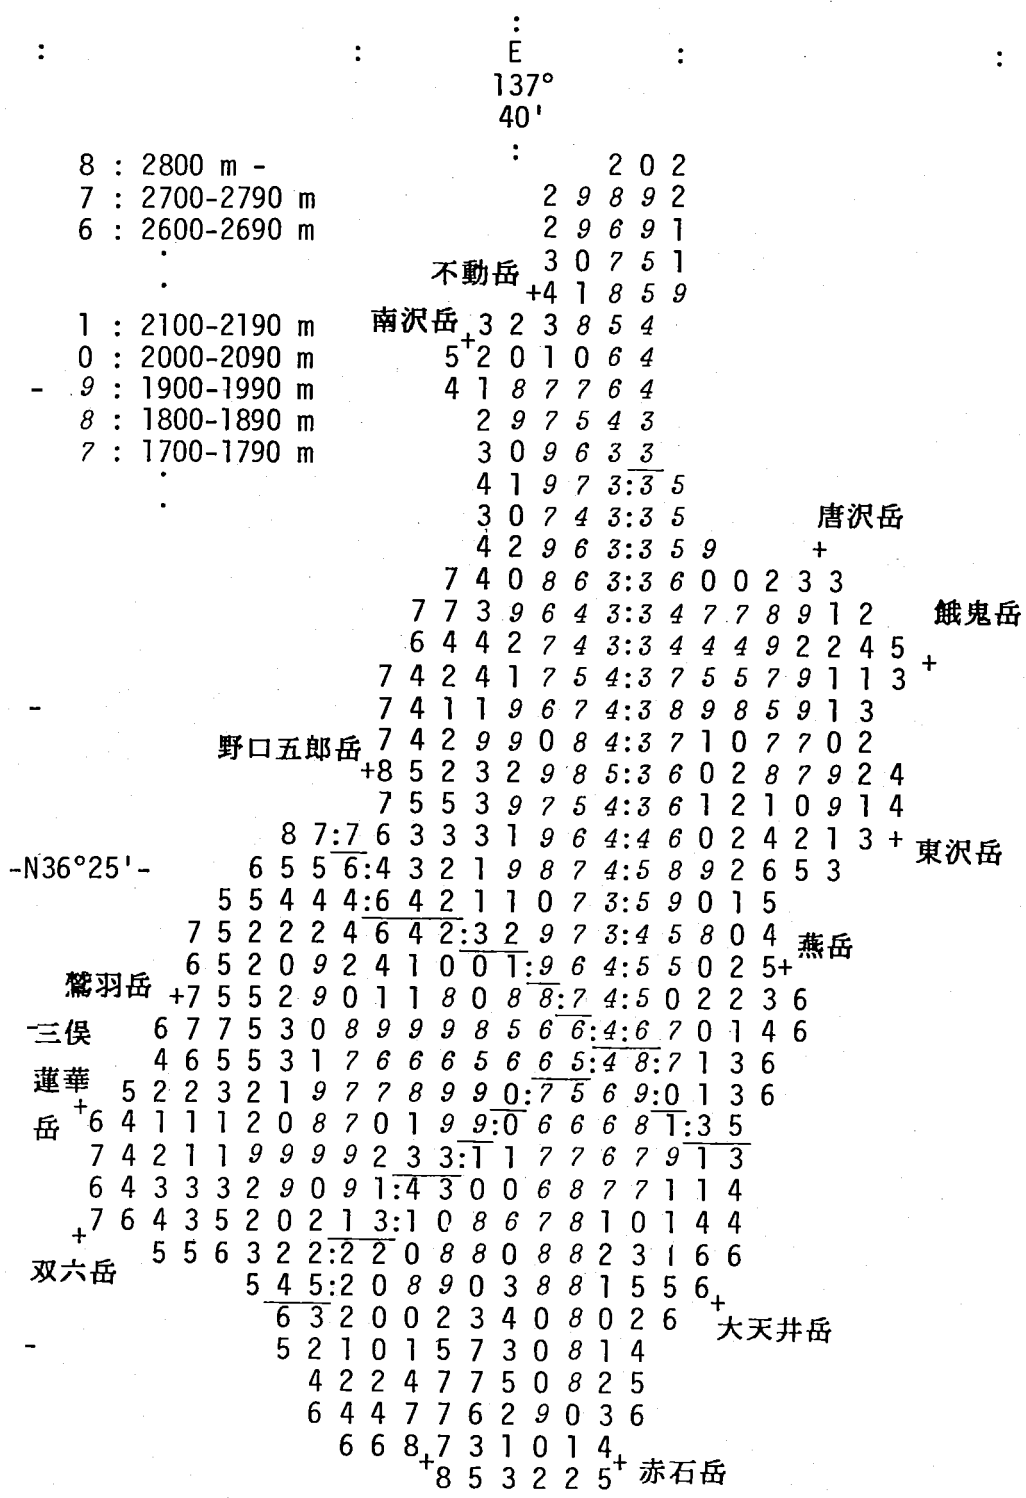 :
: : E : :
137°
40'
:
8 : 2800 m - 2 0 2
7 : 2700-2790 m 2 9 8 9 2
6 : 2600-2690 m 2 9 6 9 1
. 3 0 7 5 1
不動岳
. +4 1 8 5 9
1 : 2100-2190 m 南沢岳 3 2 3 8 5 4
+
0 : 2000-2090 m 5 2 0 1 0 6 4
- 9 : 1900-1990 m 4 1 8 7 7 6 4
8 : 1800-1890 m 2 9 7 5 4 3
7 : 1700-1790 m 3 0 9 6 3 3
. 4 1 9 7 3:3 5
. 3 0 7 4 3:3 5 唐沢岳
4 2 9 6 3:3 5 9 +
7 4 0 8 6 3:3 6 0 0 2 3 3
7 7 3 9 6 4 3:3 4 7 7 8 9 1 2 餓鬼岳
6 4 4 2 7 4 3:3 4 4 4 9 2 2 4 5
+
7 4 2 4 1 7 5 4:3 7 5 5 7 9 1 1 3
- 7 4 1 1 9 6 7 4:3 8 9 8 5 9 1 3
野口五郎岳 7 4 2 9 9 0 8 4:3 7 1 0 7 7 0 2
+8 5 2 3 2 9 8 5:3 6 0 2 8 7 9 2 4
7 5 5 3 9 7 5 4:3 6 1 2 1 0 9 1 4
8 7:7 6 3 3 3 1 9 6 4:4 6 0 2 4 2 1 3 + 東沢岳
-N36°25'- 6 5 5 6:4 3 2 1 9 8 7 4:5 8 9 2 6 5 3
5 5 4 4 4:6 4 2 1 1 0 7 3:5 9 0 1 5
7 5 2 2 2 4 6 4 2:3 2 9 7 3:4 5 8 0 4 燕岳
6 5 2 0 9 2 4 1 0 0 1:9 6 4:5 5 0 2 5+
鷲羽岳 +7 5 5 2 9 0 1 1 8 0 8 8:7 4:5 0 2 2 3 6
三俣 6 7 7 5 3 0 8 9 9 9 8 5 6 6:4:6 7 0 1 4 6
4 6 5 5 3 1 7 6 6 6 5 6 6 5:4 8:7 1 3 6
蓮華 5 2 2 3 2 1 9 7 7 8 9 9 0:7 5 6 9:0 1 3 6
岳 +6 4 1 1 1 2 0 8 7 0 1 9 9:0 6 6 6 8 1:3 5
7 4 2 1 1 9 9 9 9 2 3 3:1 1 7 7 6 7 9 1 3
6 4 3 3 3 2 9 0 9 1:4 3 0 0 6 8 7 7 1 1 4
+7 6 4 3 5 2 0 2 1 3:1 0 8 6 7 8 1 0 1 4 4
双六岳 5 5 6 3 2 2:2 2 0 8 8 0 8 8 2 3 1 6 6
5 4 5:2 0 8 9 0 3 8 8 1 5 5 6+
6 3 2 0 0 2 3 4 0 8 0 2 6 大天井岳
- 5 2 1 0 1 5 7 3 0 8 1 4
4 2 2 4 7 7 5 0 8 2 5
6 4 4 7 7 6 2 9 0 3 6
6 6 8 7 3 1 0 1 4
+8 5 3 2 2 5+ 赤石岳